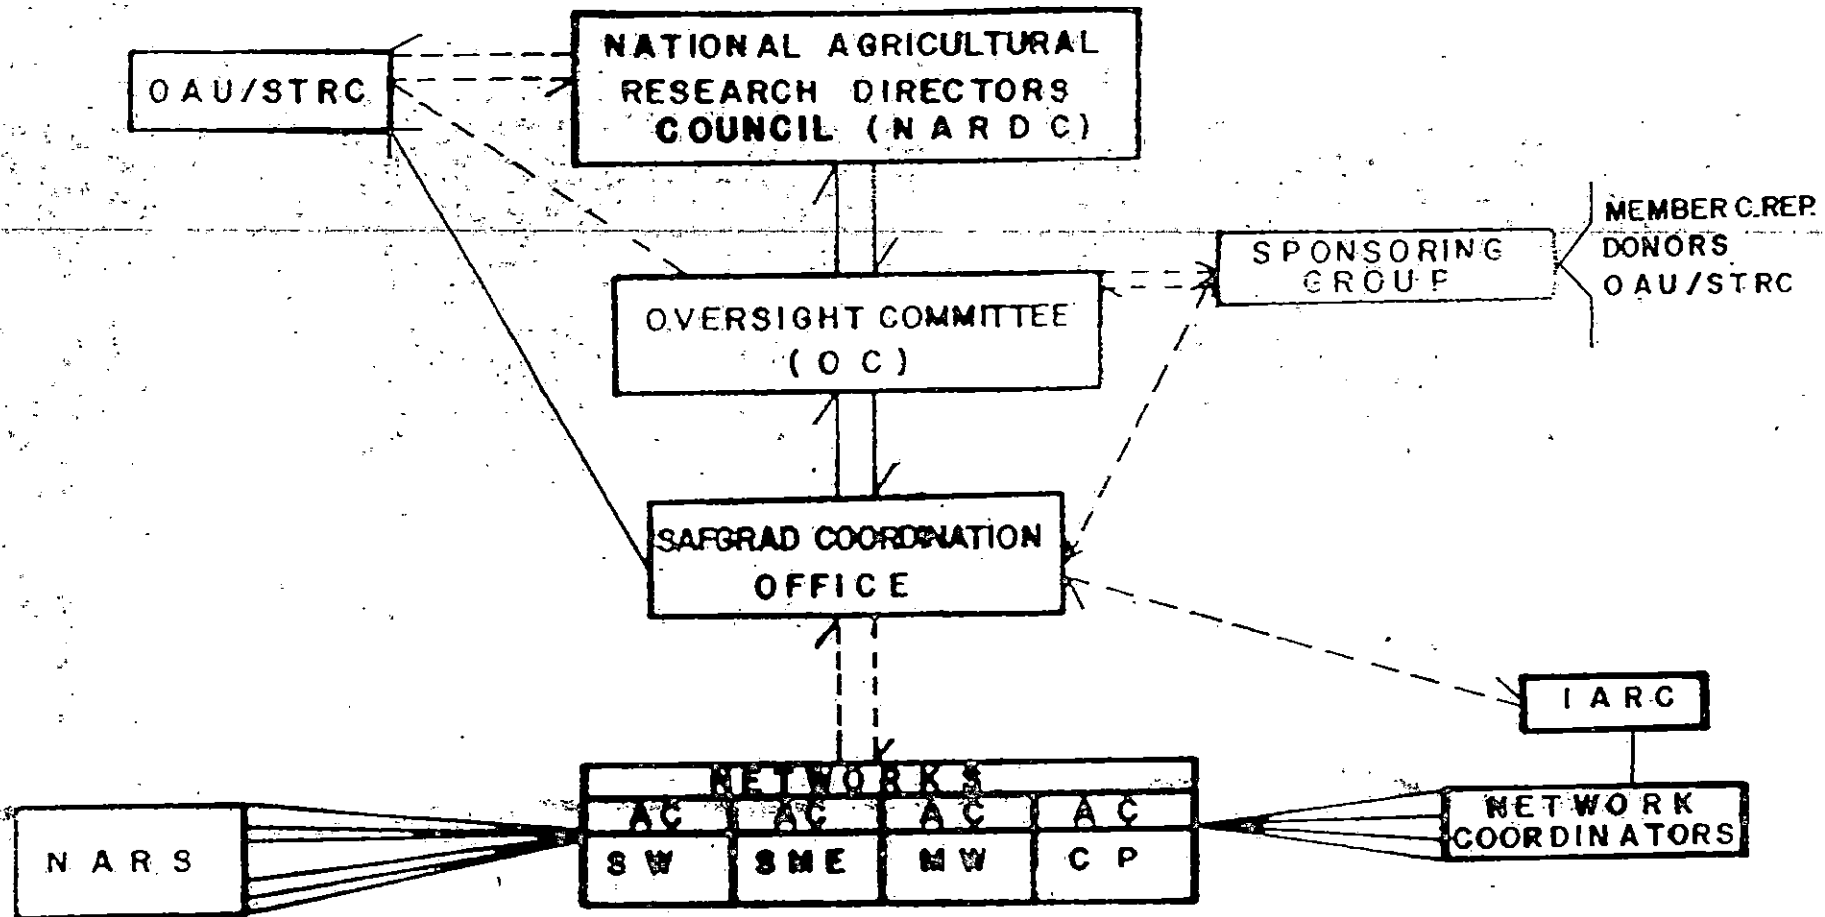 NATIONAL AGRICULTURAL
RESEARCH DIRECTORS
COUNCIL (NARDC)
OAU/STRC
MEMBER C.REP.
DONORS
OAU/STRC
SPONSORING
GROUP
OVERSIGHT COMMITTEE
(OC)
SAFGRAD COORDINATION
OFFICE
IARC
NETWORKS
AC AC AC AC
SW SME MW CP
NARS
NETWORK
COORDINATORS